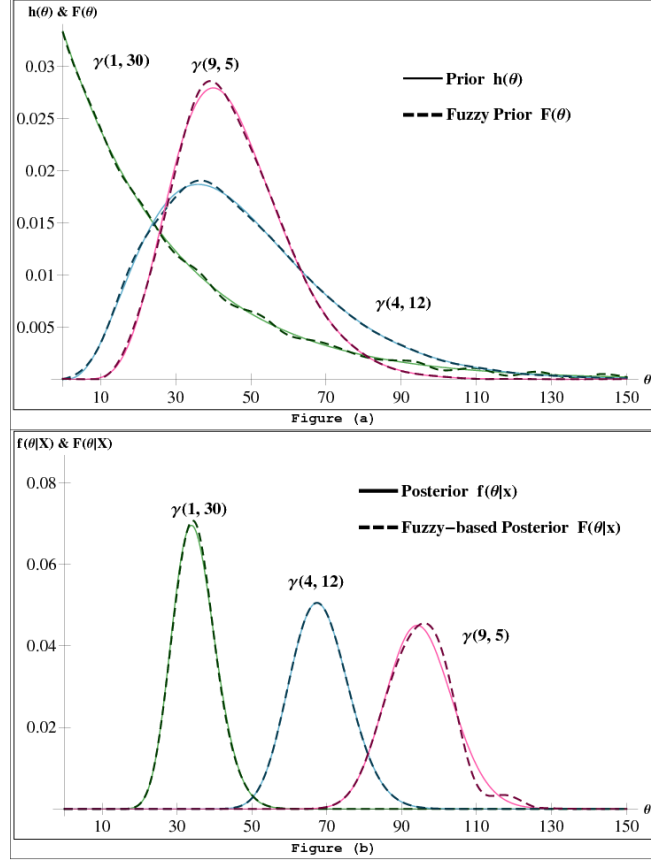 h(θ) & F(θ)
γ(1, 30)
γ(9, 5)
Prior h(θ)
Fuzzy Prior F(θ)
γ(4, 12)
0.03
0.025
0.02
0.015
0.01
0.005
10 30 50 70 90 110 130 150
θ
Figure (a)
f(θ|X) & F(θ|X)
Posterior f(θ|x)
Fuzzy−based Posterior F(θ|x)
γ(1, 30)
γ(4, 12)
γ(9, 5)
0.08
0.06
0.04
0.02
10 30 50 70 90 110 130 150
θ
Figure (b)